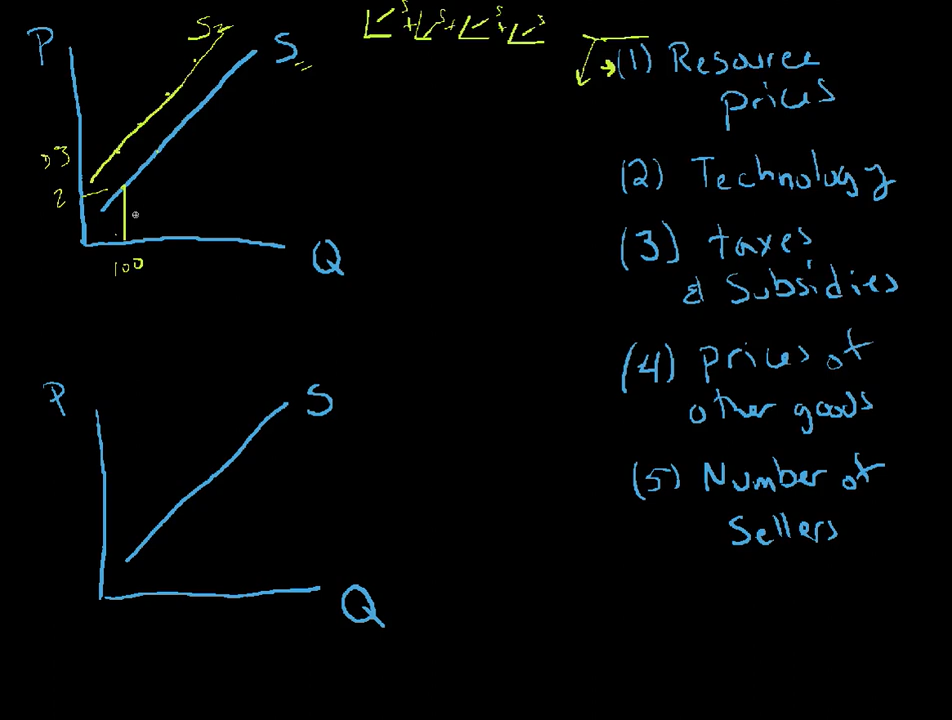 S + S + S + S
P
S2
S
3
2
100
Q
(1) Resource
prices
(2) Technology
(3) taxes
& Subsidies
(4) prices of
other goods
(5) Number of
Sellers
P
S
Q